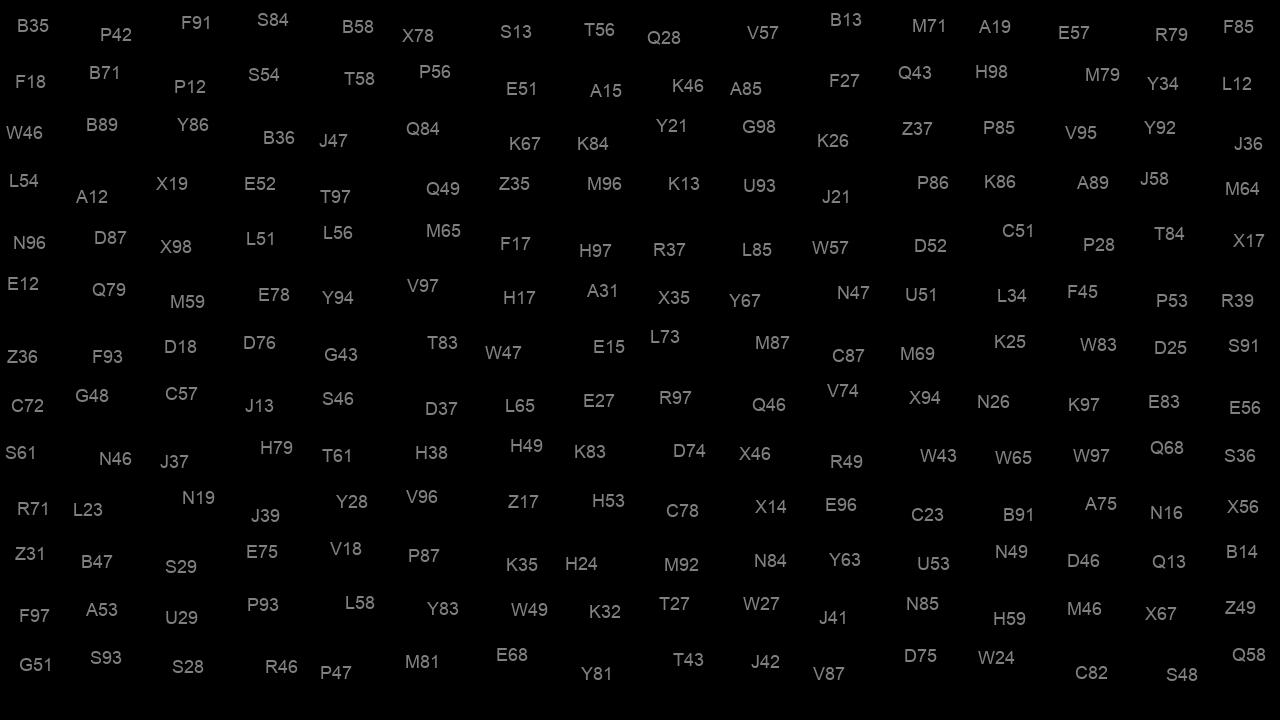 B35 P42 F91 S84 B58 X78 S13 T56 Q28 V57 B13 M71 A19 E57 R79 F85
F18 B71 P12 S54 T58 P56 E51 A15 K46 A85 F27 Q43 H98 M79 Y34 L12
W46 B89 Y86 B36 J47 Q84 K67 K84 Y21 G98 K26 Z37 P85 V95 Y92 J36
L54 A12 X19 E52 T97 Q49 Z35 M96 K13 U93 J21 P86 K86 A89 J58 M64
N96 D87 X98 L51 L56 M65 F17 H97 R37 L85 W57 D52 C51 P28 T84 X17
E12 Q79 M59 E78 Y94 V97 H17 A31 X35 Y67 N47 U51 L34 F45 P53 R39
Z36 F93 D18 D76 G43 T83 W47 E15 L73 M87 C87 M69 K25 W83 D25 S91
C72 G48 C57 J13 S46 D37 L65 E27 R97 Q46 V74 X94 N26 K97 E83 E56
S61 N46 J37 H79 T61 H38 H49 K83 D74 X46 R49 W43 W65 W97 Q68 S36
R71 L23 N19 J39 Y28 V96 Z17 H53 C78 X14 E96 C23 B91 A75 N16 X56
Z31 B47 S29 E75 V18 P87 K35 H24 M92 N84 Y63 U53 N49 D46 Q13 B14
F97 A53 U29 P93 L58 Y83 W49 K32 T27 W27 J41 N85 H59 M46 X67 Z49
G51 S93 S28 R46 P47 M81 E68 Y81 T43 J42 V87 D75 W24 C82 S48 Q58